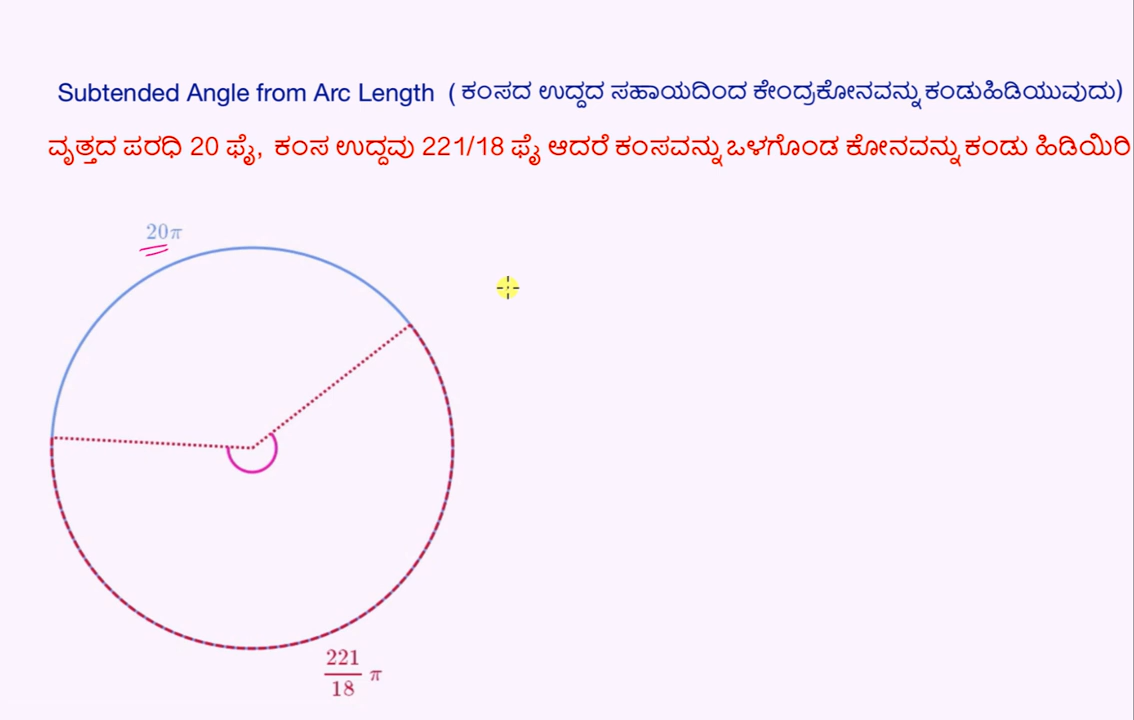 Subtended Angle from Arc Length ( ಕಂಸದ ಉದ್ದದ ಸಹಾಯದಿಂದ ಕೇಂದ್ರಕೋನವನ್ನು ಕಂಡುಹಿಡಿಯುವುದು)
ವೃತ್ತದ ಪರಧಿ 20 ಫೈ, ಕಂಸ ಉದ್ದವು 221/18 ಫೈ ಆದರೆ ಕಂಸವನ್ನು ಒಳಗೊಂಡ ಕೋನವನ್ನು ಕಂಡು ಹಿಡಿಯಿರಿ
20π
221
18 π